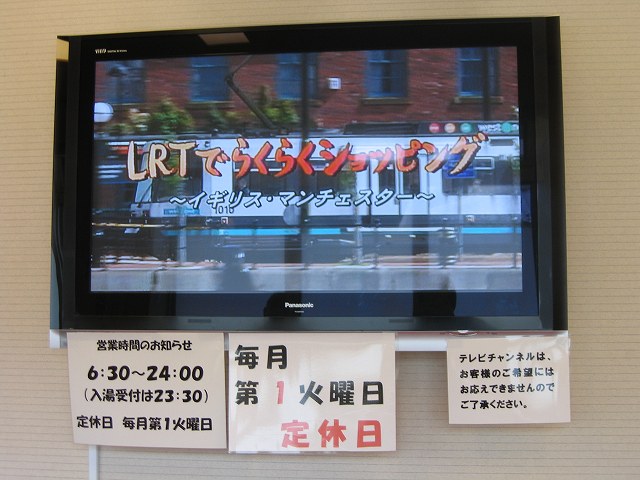 VIERA
LRTでらくらくショッピング
～イギリス・マンチェスター～
1016
Panasonic
営業時間のお知らせ
6:30～24:00
(入湯受付は23:30)
定休日 毎月第1火曜日
毎月
第1火曜日
定休日
テレビチャンネルは、
お客様のご希望には
お応えできませんので
ご了承ください。